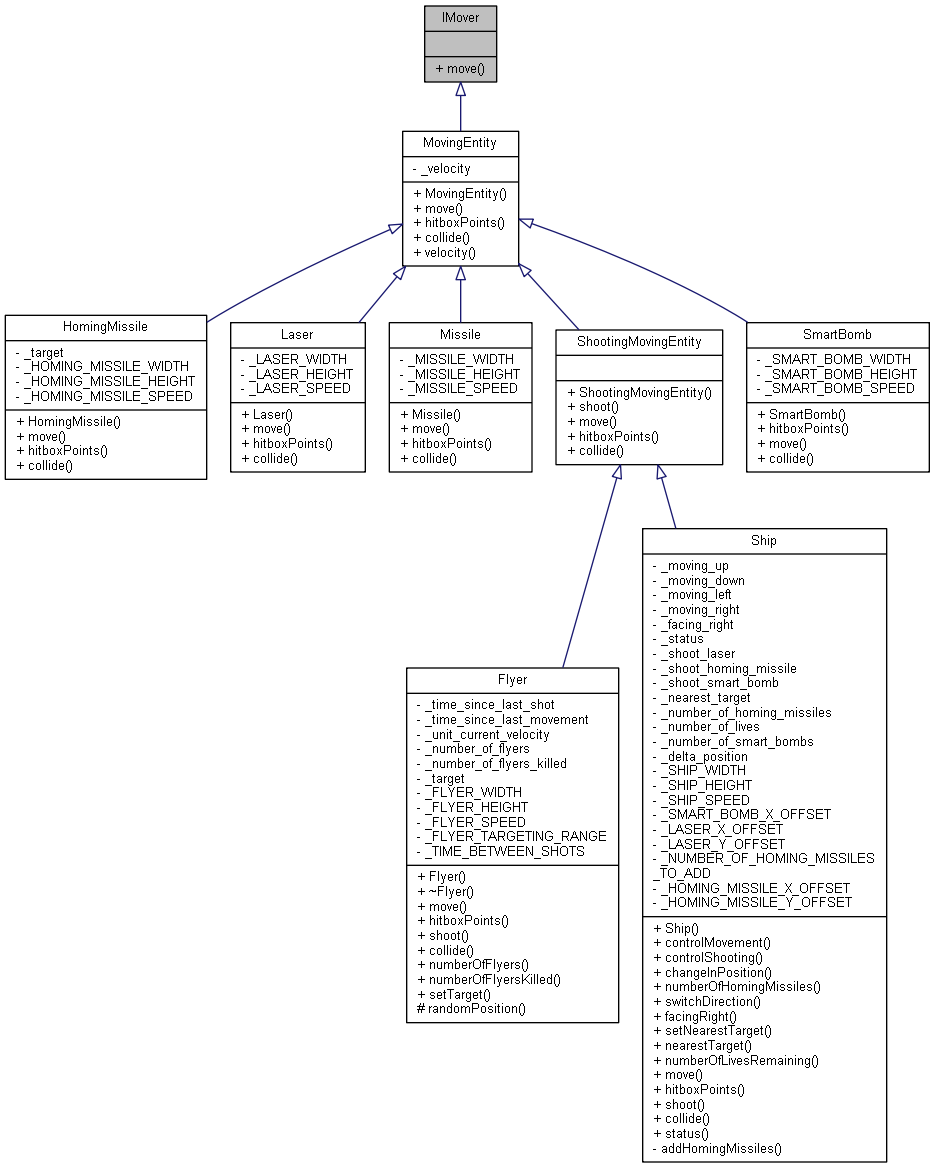 IMover
+ move()
MovingEntity
- _velocity
+ MovingEntity()
+ move()
+ hitboxPoints()
+ collide()
+ velocity()
HomingMissile
- _target
- _HOMING_MISSILE_WIDTH
- _HOMING_MISSILE_HEIGHT
- _HOMING_MISSILE_SPEED
+ HomingMissile()
+ move()
+ hitboxPoints()
+ collide()
Laser
- _LASER_WIDTH
- _LASER_HEIGHT
- _LASER_SPEED
+ Laser()
+ move()
+ hitboxPoints()
+ collide()
Missile
- _MISSILE_WIDTH
- _MISSILE_HEIGHT
- _MISSILE_SPEED
+ Missile()
+ move()
+ hitboxPoints()
+ collide()
ShootingMovingEntity
+ ShootingMovingEntity()
+ shoot()
+ move()
+ hitboxPoints()
+ collide()
SmartBomb
- _SMART_BOMB_WIDTH
- _SMART_BOMB_HEIGHT
- _SMART_BOMB_SPEED
+ SmartBomb()
+ hitboxPoints()
+ move()
+ collide()
Flyer
- _time_since_last_shot
- _time_since_last_movement
- _unit_current_velocity
- _number_of_flyers
- _number_of_flyers_killed
- _target
- _FLYER_WIDTH
- _FLYER_HEIGHT
- _FLYER_SPEED
- _FLYER_TARGETING_RANGE
- _TIME_BETWEEN_SHOTS
+ Flyer()
+ ~Flyer()
+ move()
+ hitboxPoints()
+ shoot()
+ collide()
+ numberOfFlyers()
+ numberOfFlyersKilled()
+ setTarget()
# randomPosition()
Ship
- _moving_up
- _moving_down
- _moving_left
- _moving_right
- _facing_right
- _status
- _shoot_laser
- _shoot_homing_missile
- _shoot_smart_bomb
- _nearest_target
- _number_of_homing_missiles
- _number_of_lives
- _number_of_smart_bombs
- _delta_position
- _SHIP_WIDTH
- _SHIP_HEIGHT
- _SHIP_SPEED
- _SMART_BOMB_X_OFFSET
- _LASER_X_OFFSET
- _LASER_Y_OFFSET
- _NUMBER_OF_HOMING_MISSILES
_TO_ADD
- _HOMING_MISSILE_X_OFFSET
- _HOMING_MISSILE_Y_OFFSET
+ Ship()
+ controlMovement()
+ controlShooting()
+ changeInPosition()
+ numberOfHomingMissiles()
+ switchDirection()
+ facingRight()
+ setNearestTarget()
+ nearestTarget()
+ numberOfLivesRemaining()
+ move()
+ hitboxPoints()
+ shoot()
+ collide()
+ status()
- addHomingMissiles()